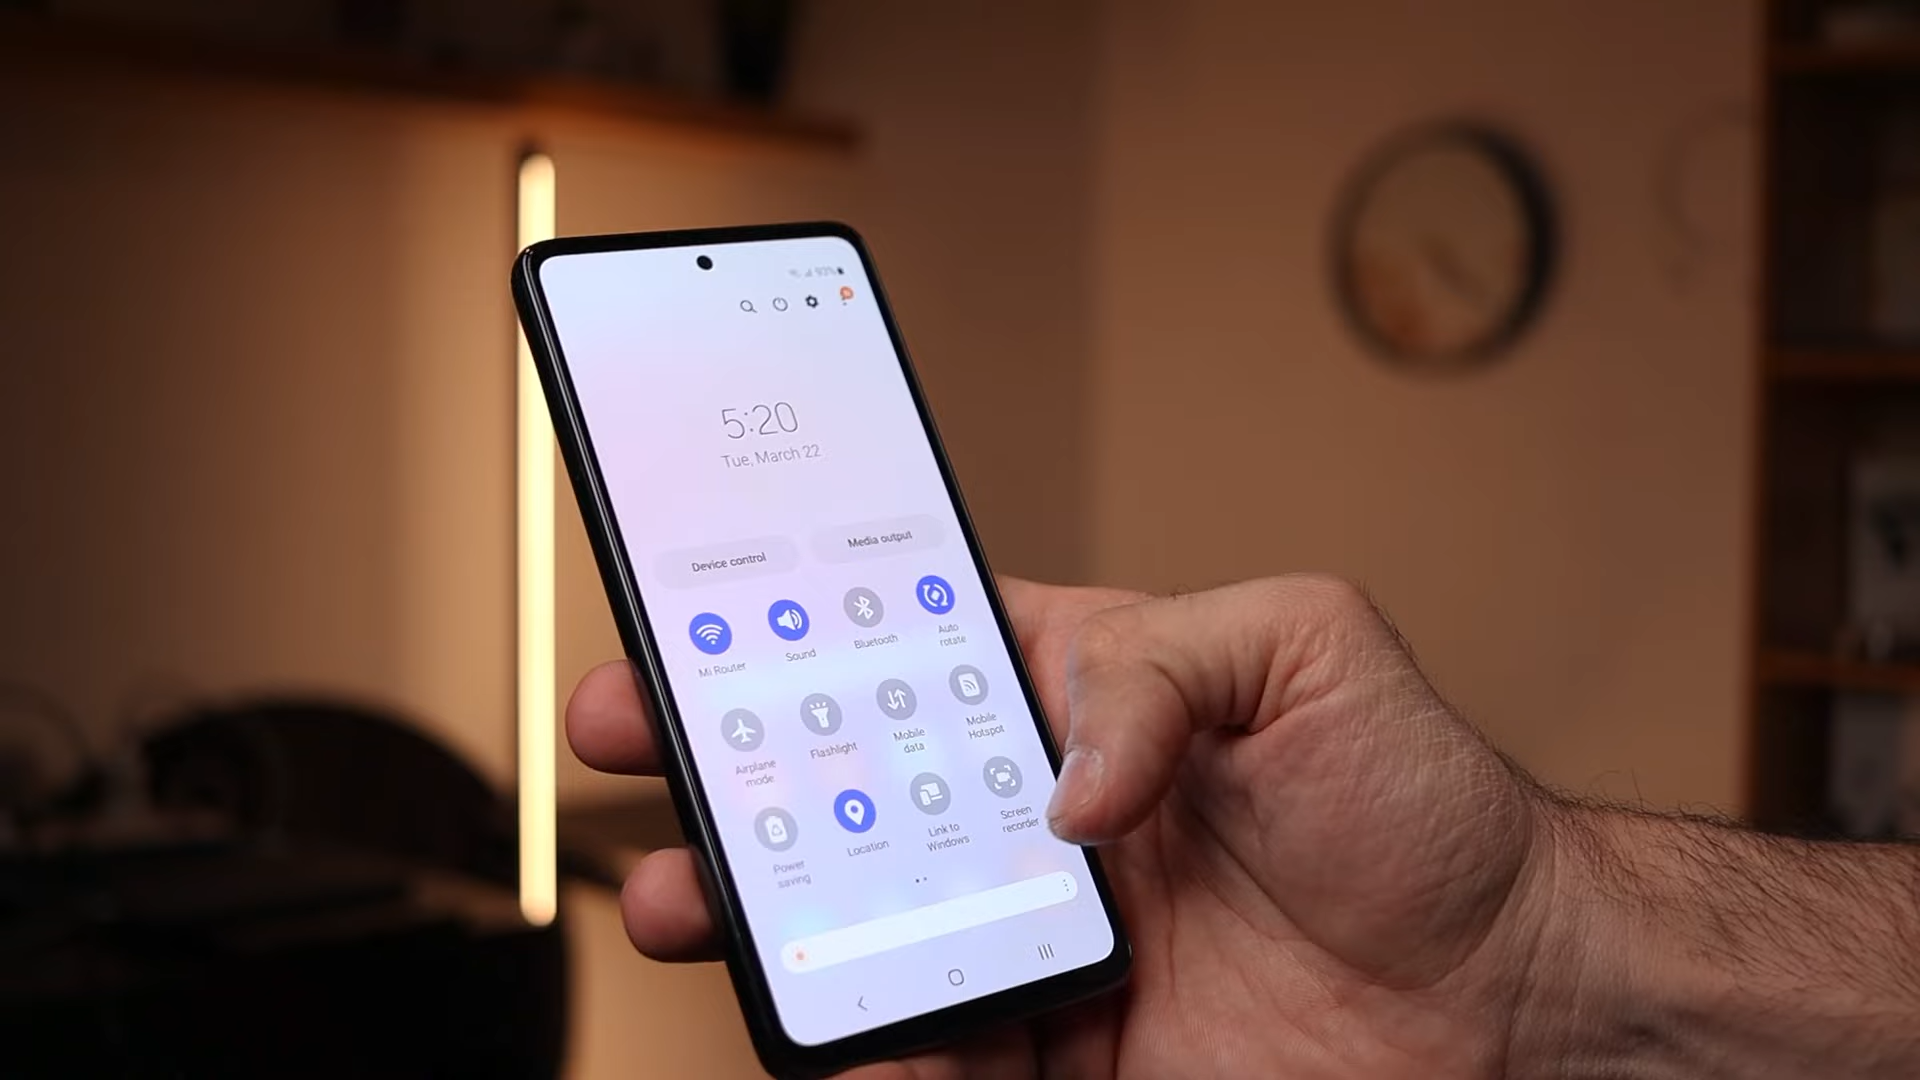 93%
5:20
Tue, March 22
Device control
Media output
Mi Router
Sound
Bluetooth
Auto
rotate
Airplane
mode
Flashlight
Mobile
data
Mobile
Hotspot
Power
saving
Location
Link to
Windows
Screen
recorder